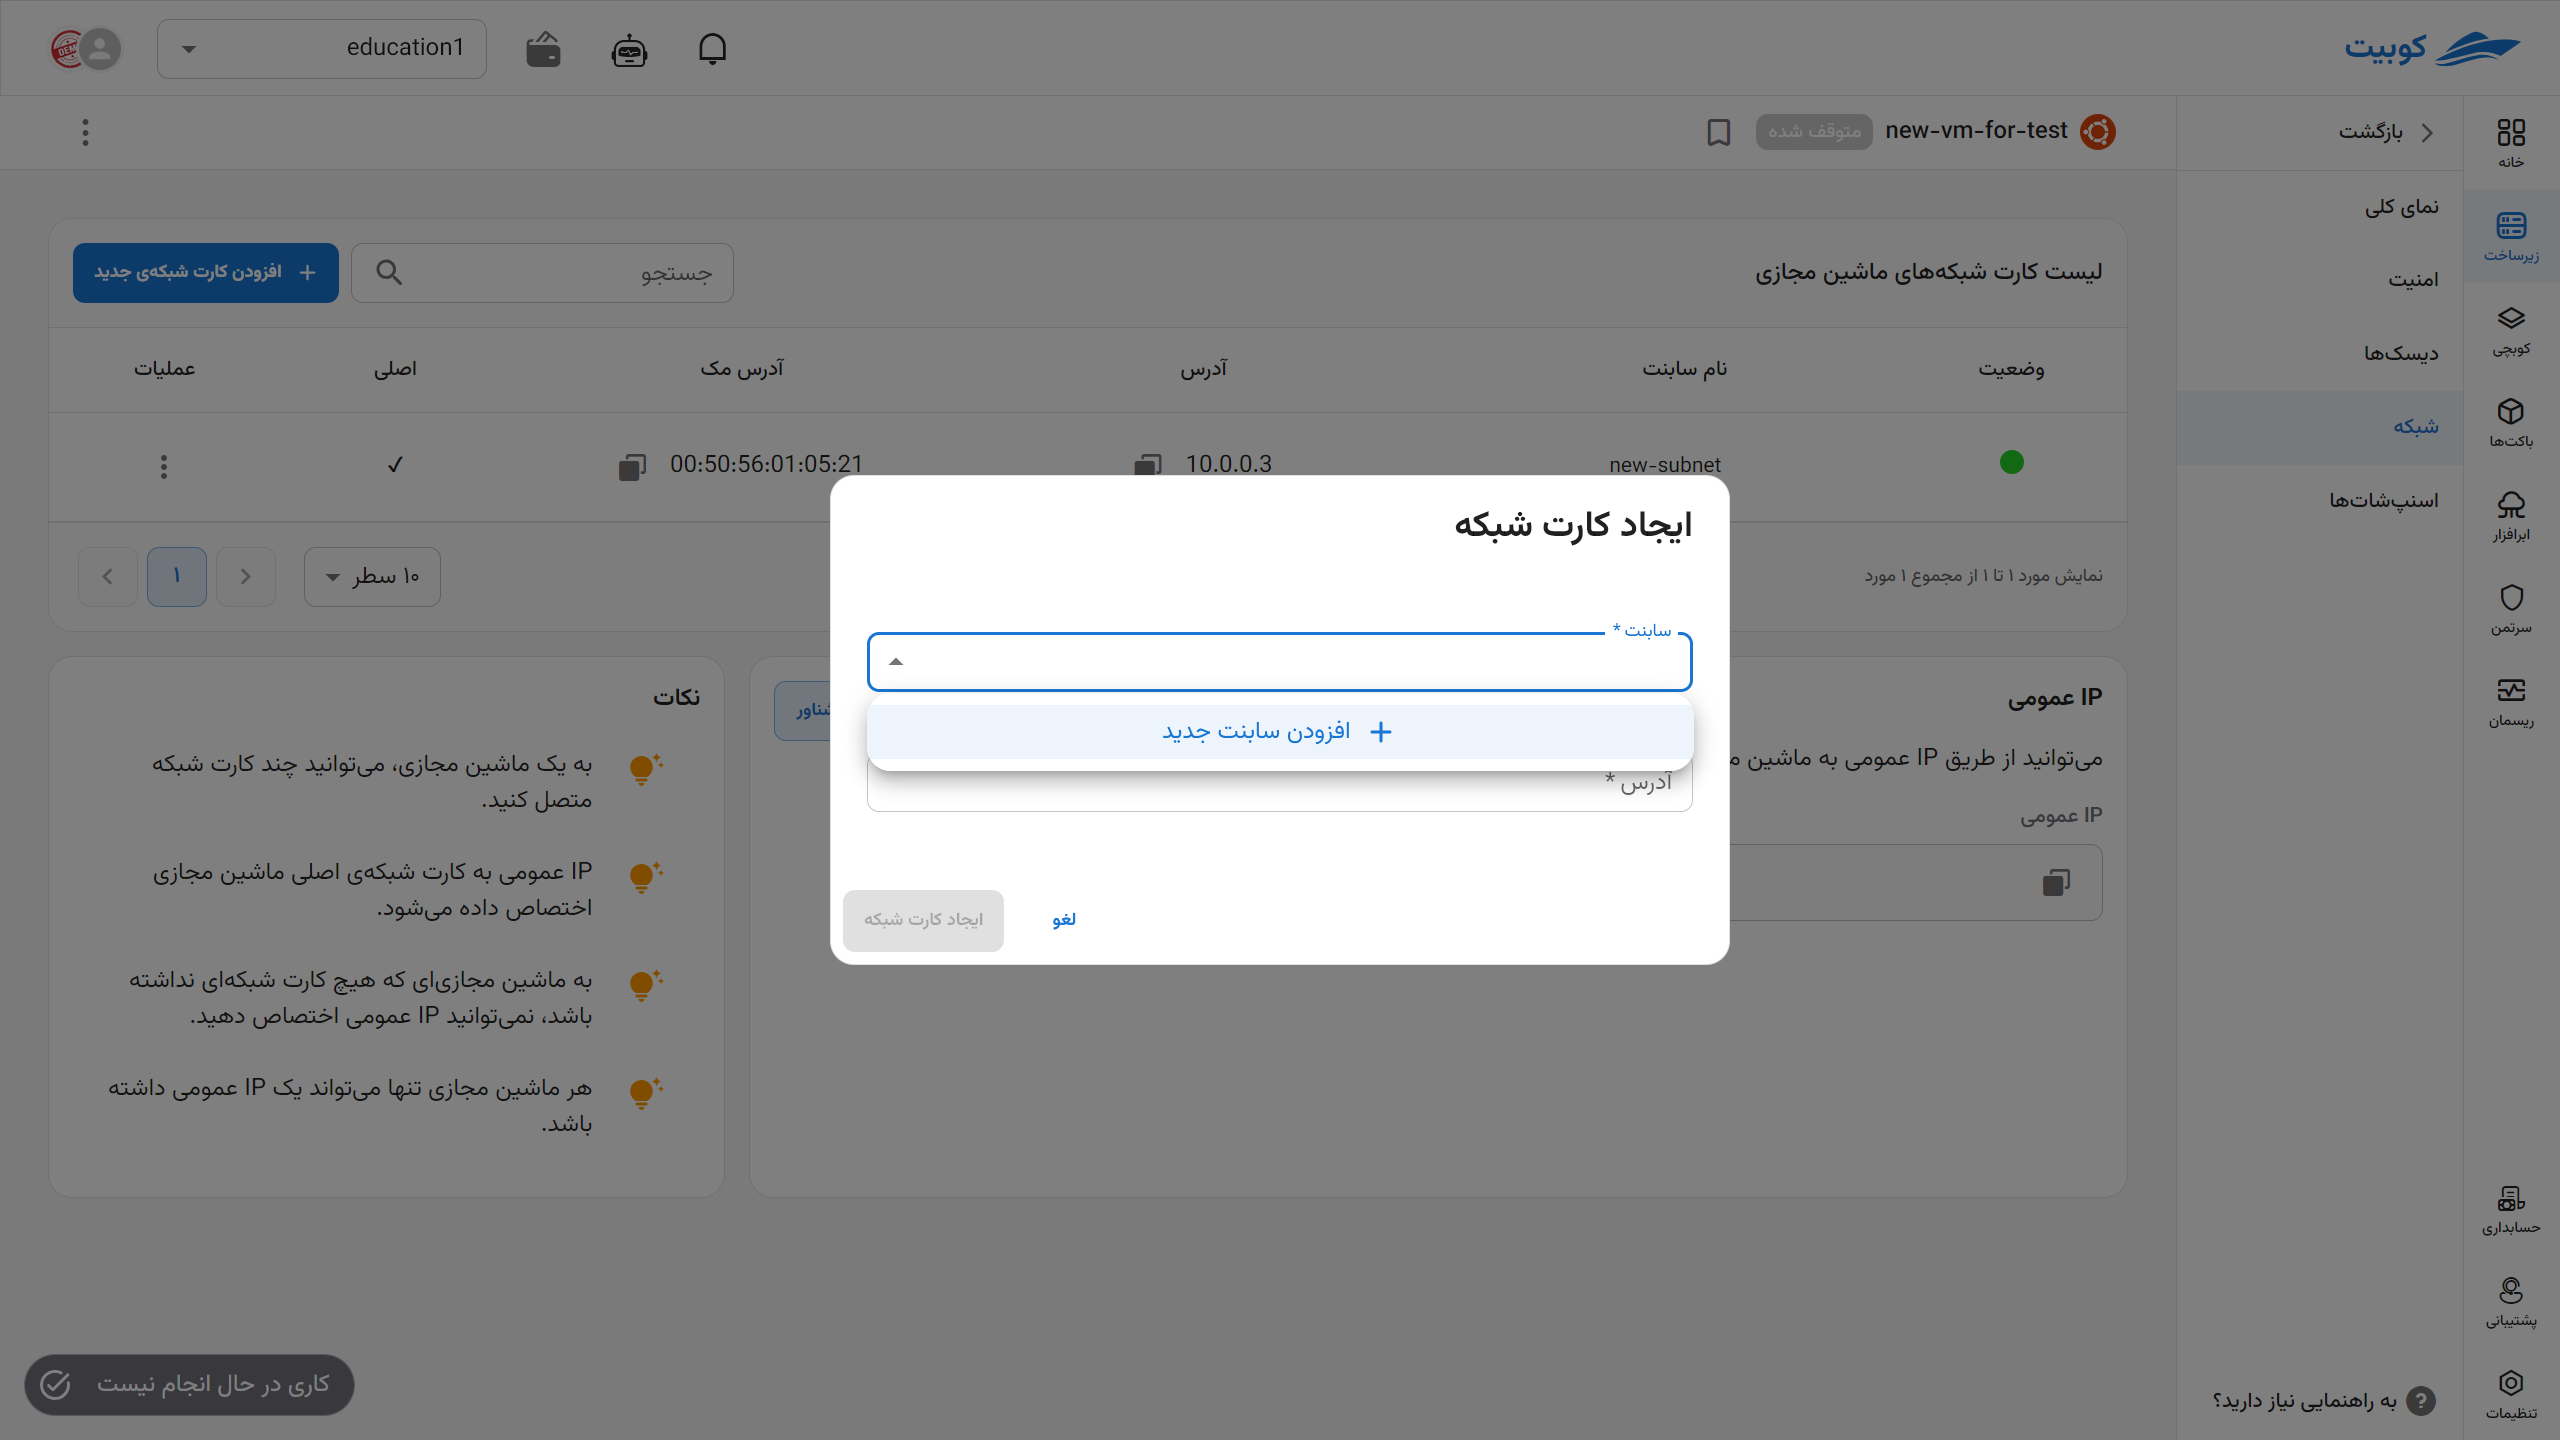 کوبیت
education1
خانه
زیرساخت
کوبچی
باکت‌ها
ابرافزار
سرتمن
ریسمان
حسابداری
پشتیبانی
تنظیمات
بازگشت
نمای کلی
امنیت
دیسک‌ها
شبکه
اسنپ‌شات‌ها
به راهنمایی نیاز دارید؟
new-vm-for-test
متوقف شده
لیست کارت شبکه‌های ماشین مجازی
جستجو
افزودن کارت شبکه‌ی جدید
وضعیت
نام سابنت
آدرس
آدرس مک
اصلی
عملیات
new-subnet
10.0.0.3
00:50:56:01:05:21
نمایش مورد ۱ تا ۱ از مجموع ۱ مورد
۱۰ سطر
۱
ایجاد کارت شبکه
سابنت *
افزودن سابنت جدید
آدرس *
لغو
ایجاد کارت شبکه
IP عمومی
می‌توانید از طریق IP عمومی به ماشین
IP عمومی
نکات
به یک ماشین مجازی، می‌توانید چند کارت شبکه
متصل کنید.
IP عمومی به کارت شبکه‌ی اصلی ماشین مجازی
اختصاص داده می‌شود.
به ماشین مجازی‌ای که هیچ کارت شبکه‌ای نداشته
باشد، نمی‌توانید IP عمومی اختصاص دهید.
هر ماشین مجازی تنها می‌تواند یک IP عمومی داشته
باشد.
کاری در حال انجام نیست